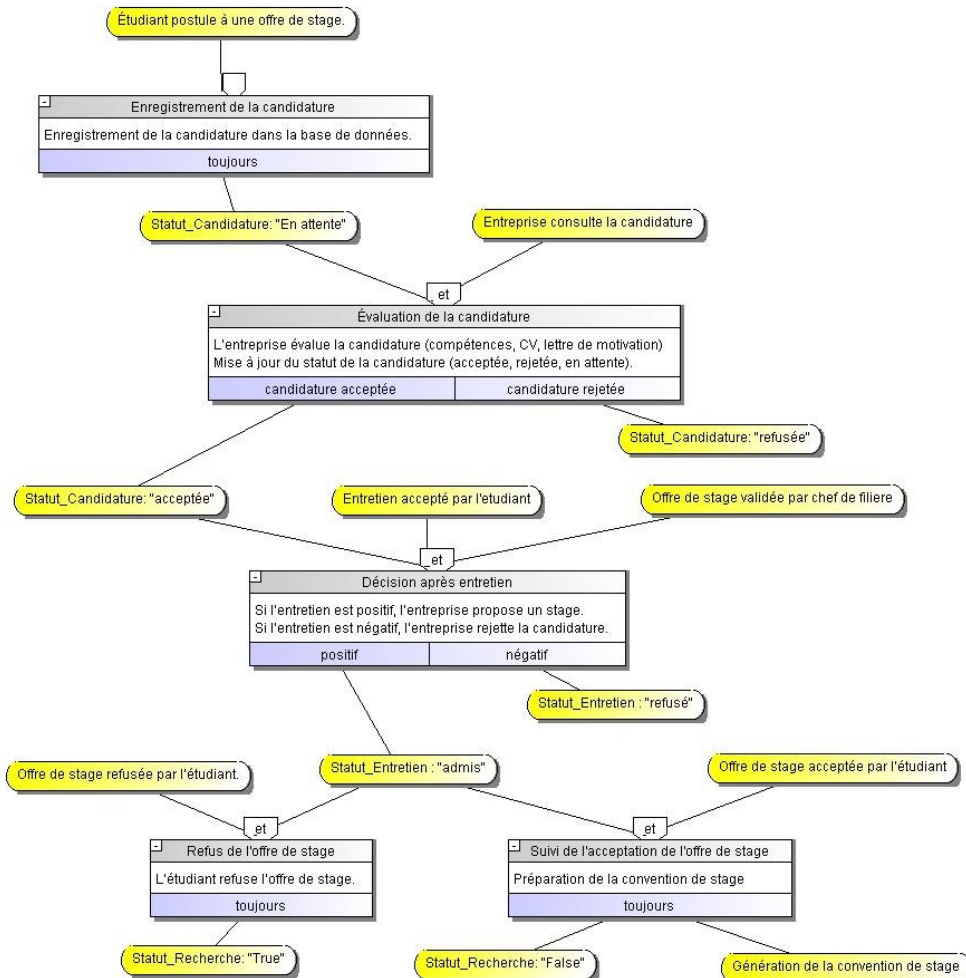 Étudiant postule à une offre de stage.
Enregistrement de la candidature
Enregistrement de la candidature dans la base de données.
toujours
Statut_Candidature: "En attente"
Entreprise consulte la candidature
et
Évaluation de la candidature
L'entreprise évalue la candidature (compétences, CV, lettre de motivation)
Mise à jour du statut de la candidature (acceptée, rejetée, en attente).
candidature acceptée
candidature rejetée
Statut_Candidature: "refusée"
Statut_Candidature: "acceptée"
Entretien accepté par l'etudiant
Offre de stage validée par chef de filiere
et
Décision après entretien
Si l'entretien est positif, l'entreprise propose un stage.
Si l'entretien est négatif, l'entreprise rejette la candidature.
positif
négatif
Statut_Entretien : "refusé"
Offre de stage refusée par l'étudiant.
Statut_Entretien : "admis"
Offre de stage acceptée par l'étudiant
et
et
Refus de l'offre de stage
L'étudiant refuse l'offre de stage.
toujours
Suivi de l'acceptation de l'offre de stage
Préparation de la convention de stage
toujours
Statut_Recherche: "True"
Statut_Recherche: "False"
Génération de la convention de stage